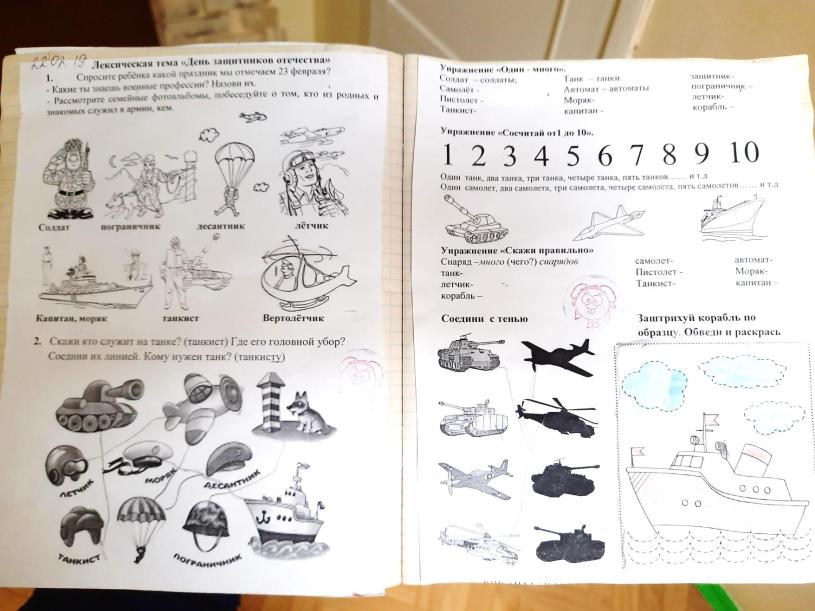 22.02.19
Лексическая тема «День защитников отечества»
1. Спросите ребёнка какой праздник мы отмечаем 23 февраля?
- Какие ты знаешь военные профессии? Назови их.
- Рассмотрите семейные фотоальбомы, побеседуйте о том, кто из родных и
знакомых служил в армии, кем.
Солдат пограничник десантник лётчик
Капитан, моряк танкист Вертолётчик
2. Скажи кто служит на танке? (танкист) Где его головной убор?
Соедини их линией. Кому нужен танк? (танкисту)
ЛЕТЧИК МОРЯК ДЕСАНТНИК
ТАНКИСТ ПОГРАНИЧНИК
Упражнение «Один - много».
Солдат – солдаты; Танк – танки защитник-
Самолёт - Автомат – автоматы пограничник –
Пистолет - Моряк- летчик-
Танкист- капитан - корабль –
Упражнение «Сосчитай от1 до 10».
1 2 3 4 5 6 7 8 9 10
Один танк, два танка, три танка, четыре танка, пять танков…… и т.д
Один самолет, два самолета, три самолета, четыре самолета, пять самолетов…… и т.д
Упражнение «Скажи правильно»
Снаряд –много (чего?) снарядов самолет- автомат-
танк- Пистолет - Моряк-
летчик- Танкист- капитан –
корабль –
Соедини с тенью
Заштрихуй корабль по
образцу. Обведи и раскрась